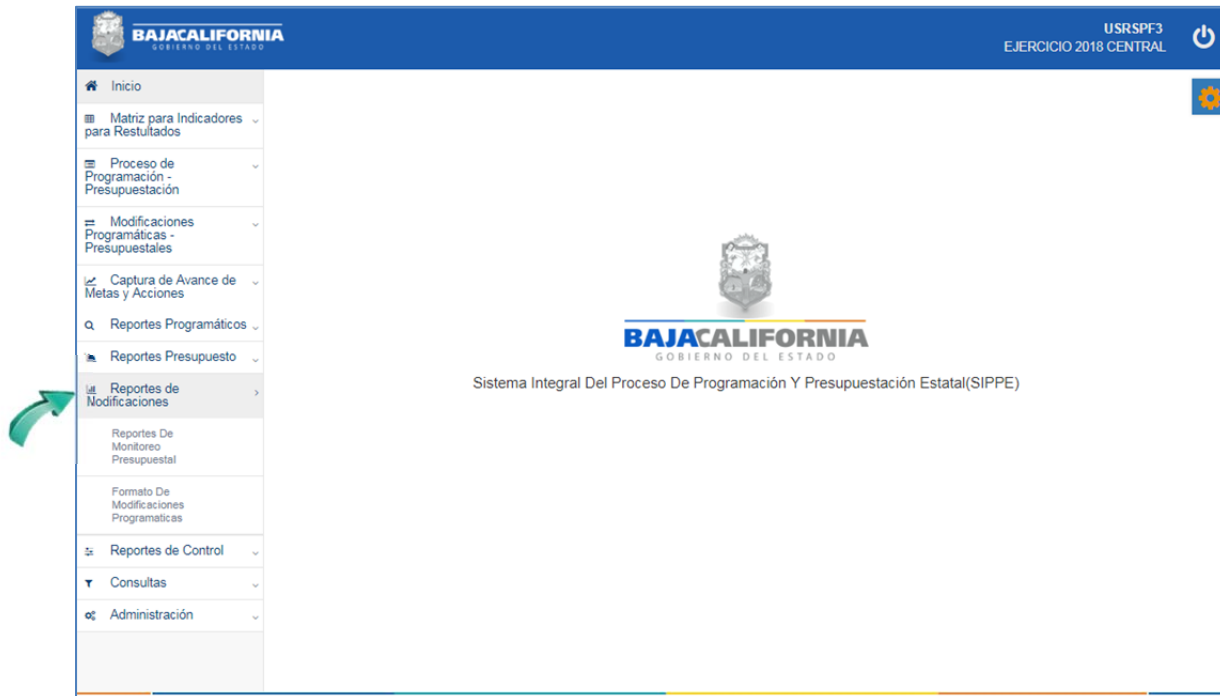 BAJACALIFORNIA
GOBIERNO DEL ESTADO
USRSPF3
EJERCICIO 2018 CENTRAL
Inicio
Matriz para Indicadores
para Restultados
Proceso de
Programación -
Presupuestación
Modificaciones
Programáticas -
Presupuestales
Captura de Avance de
Metas y Acciones
Reportes Programáticos
Reportes Presupuesto
Reportes de
Nodificaciones
Reportes De
Monitoreo
Presupuestal
Formato De
Modificaciones
Programaticas
Reportes de Control
Consultas
Administración
BAJACALIFORNIA
GOBIERNO DEL ESTADO
Sistema Integral Del Proceso De Programación Y Presupuestación Estatal(SIPPE)